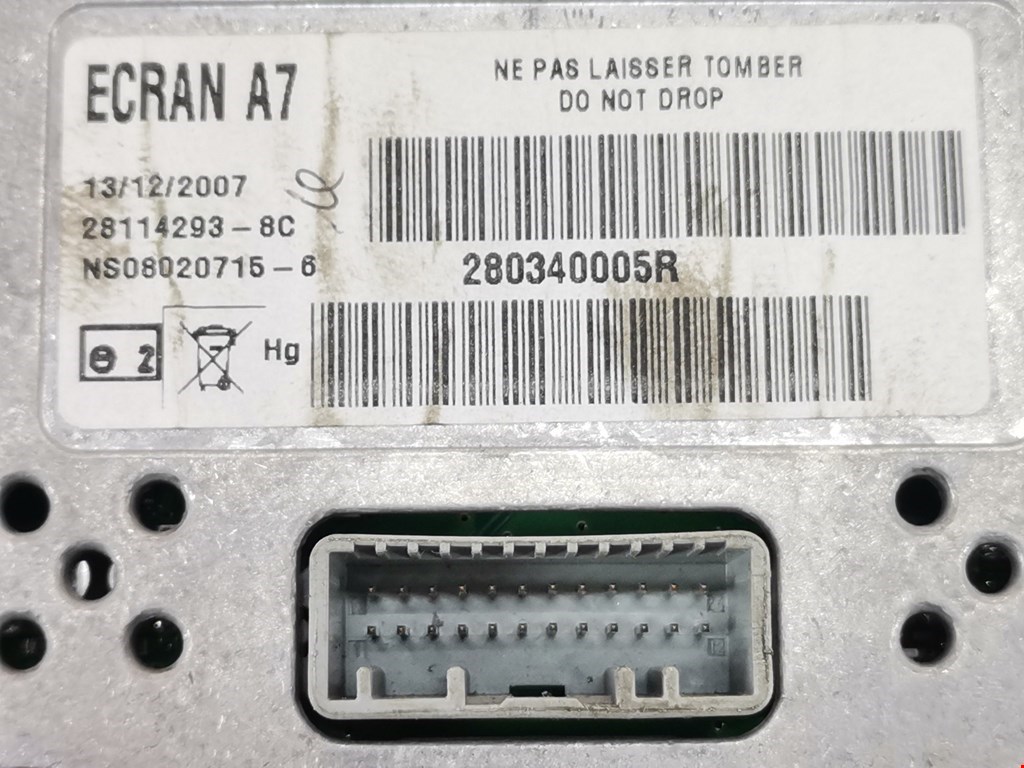 ECRAN A7
NE PAS LAISSER TOMBER
DO NOT DROP
13/12/2007
28114293-8C
NS08020715-6
280340005R
⊖ 2
Hg